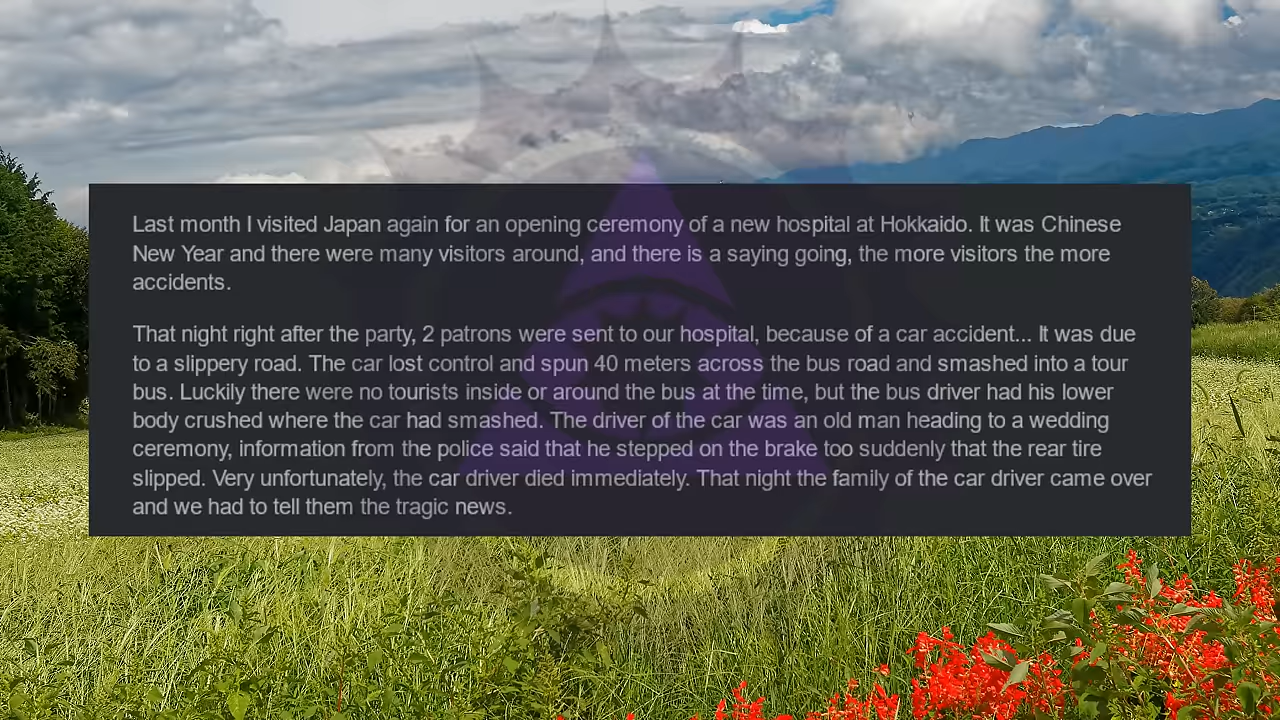 Last month I visited Japan again for an opening ceremony of a new hospital at Hokkaido. It was Chinese
New Year and there were many visitors around, and there is a saying going, the more visitors the more
accidents.
That night right after the party, 2 patrons were sent to our hospital, because of a car accident... It was due
to a slippery road. The car lost control and spun 40 meters across the bus road and smashed into a tour
bus. Luckily there were no tourists inside or around the bus at the time, but the bus driver had his lower
body crushed where the car had smashed. The driver of the car was an old man heading to a wedding
ceremony, information from the police said that he stepped on the brake too suddenly that the rear tire
slipped. Very unfortunately, the car driver died immediately. That night the family of the car driver came over
and we had to tell them the tragic news.